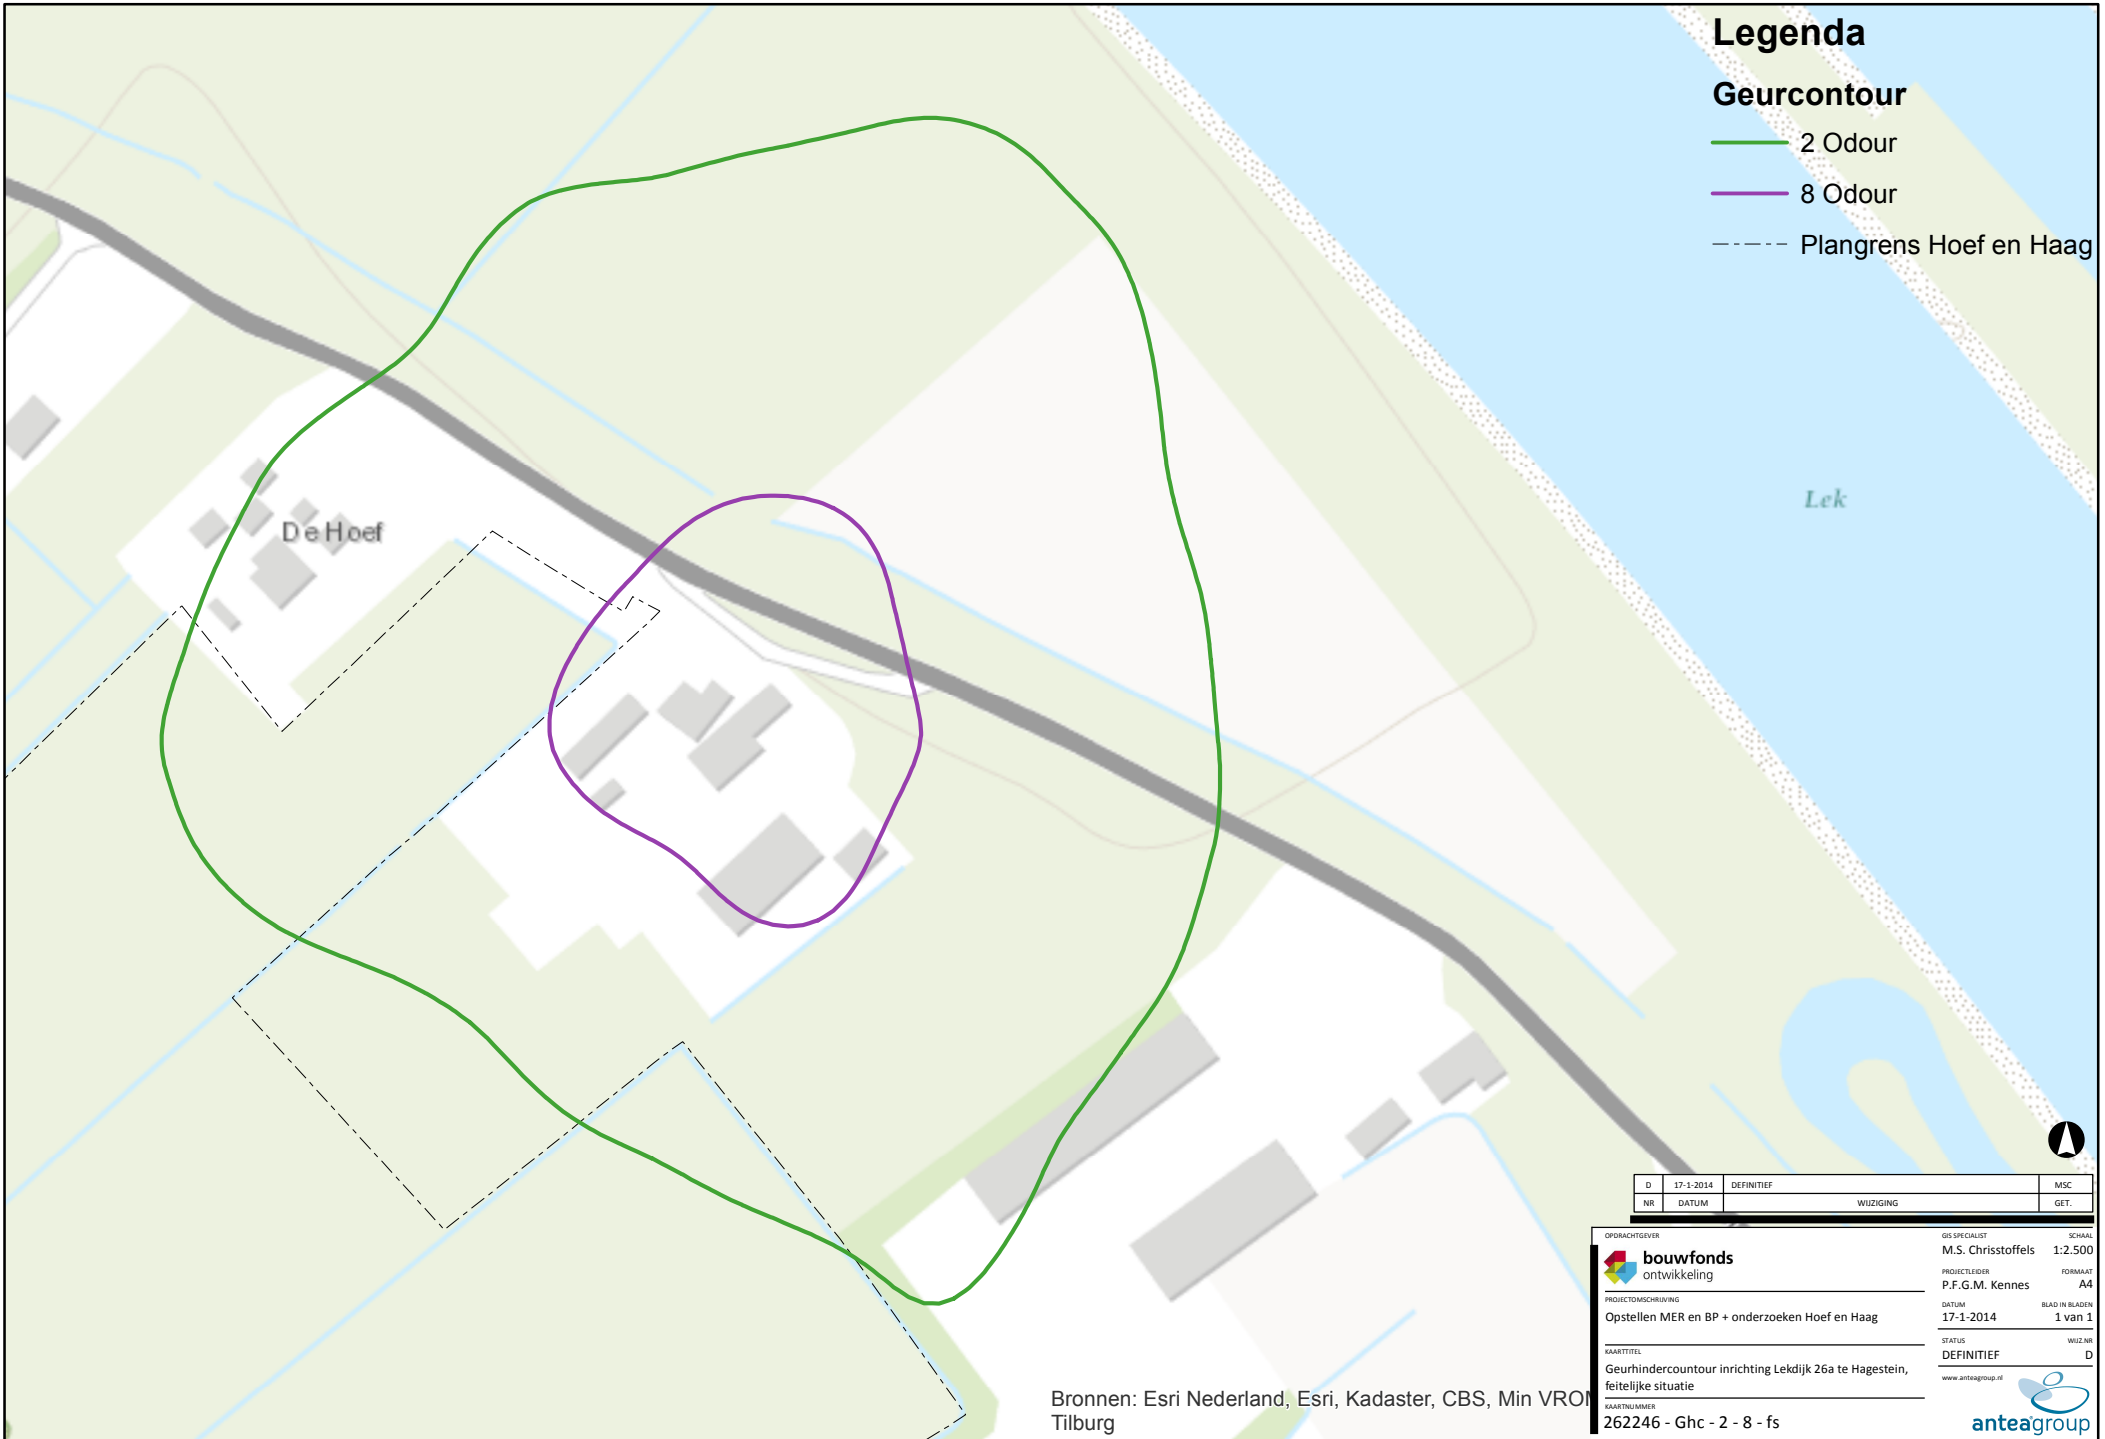 Legenda
Geurcontour
2 Odour
8 Odour
Plangrens Hoef en Haag
Lek
De Hoef
D 17-1-2014 DEFINITIEF MSC
NR DATUM WIJZIGING GET.
OPDRACHTGEVER
bouwfonds
ontwikkeling
PROJECTOMSCHRIJVING
Opstellen MER en BP + onderzoeken Hoef en Haag
KAARTTITEL
Geurhindercountour inrichting Lekdijk 26a te Hagestein,
feitelijke situatie
KAARTNUMMER
262246 - Ghc - 2 - 8 - fs
GIS SPECIALIST SCHAAL
M.S. Chrisstoffels 1:2.500
PROJECTLEIDER FORMAAT
P.F.G.M. Kennes A4
DATUM BLAD IN BLADEN
17-1-2014 1 van 1
STATUS WIJZ.NR
DEFINITIEF D
www.anteagroup.nl
anteagroup
Bronnen: Esri Nederland, Esri, Kadaster, CBS, Min VROM
Tilburg